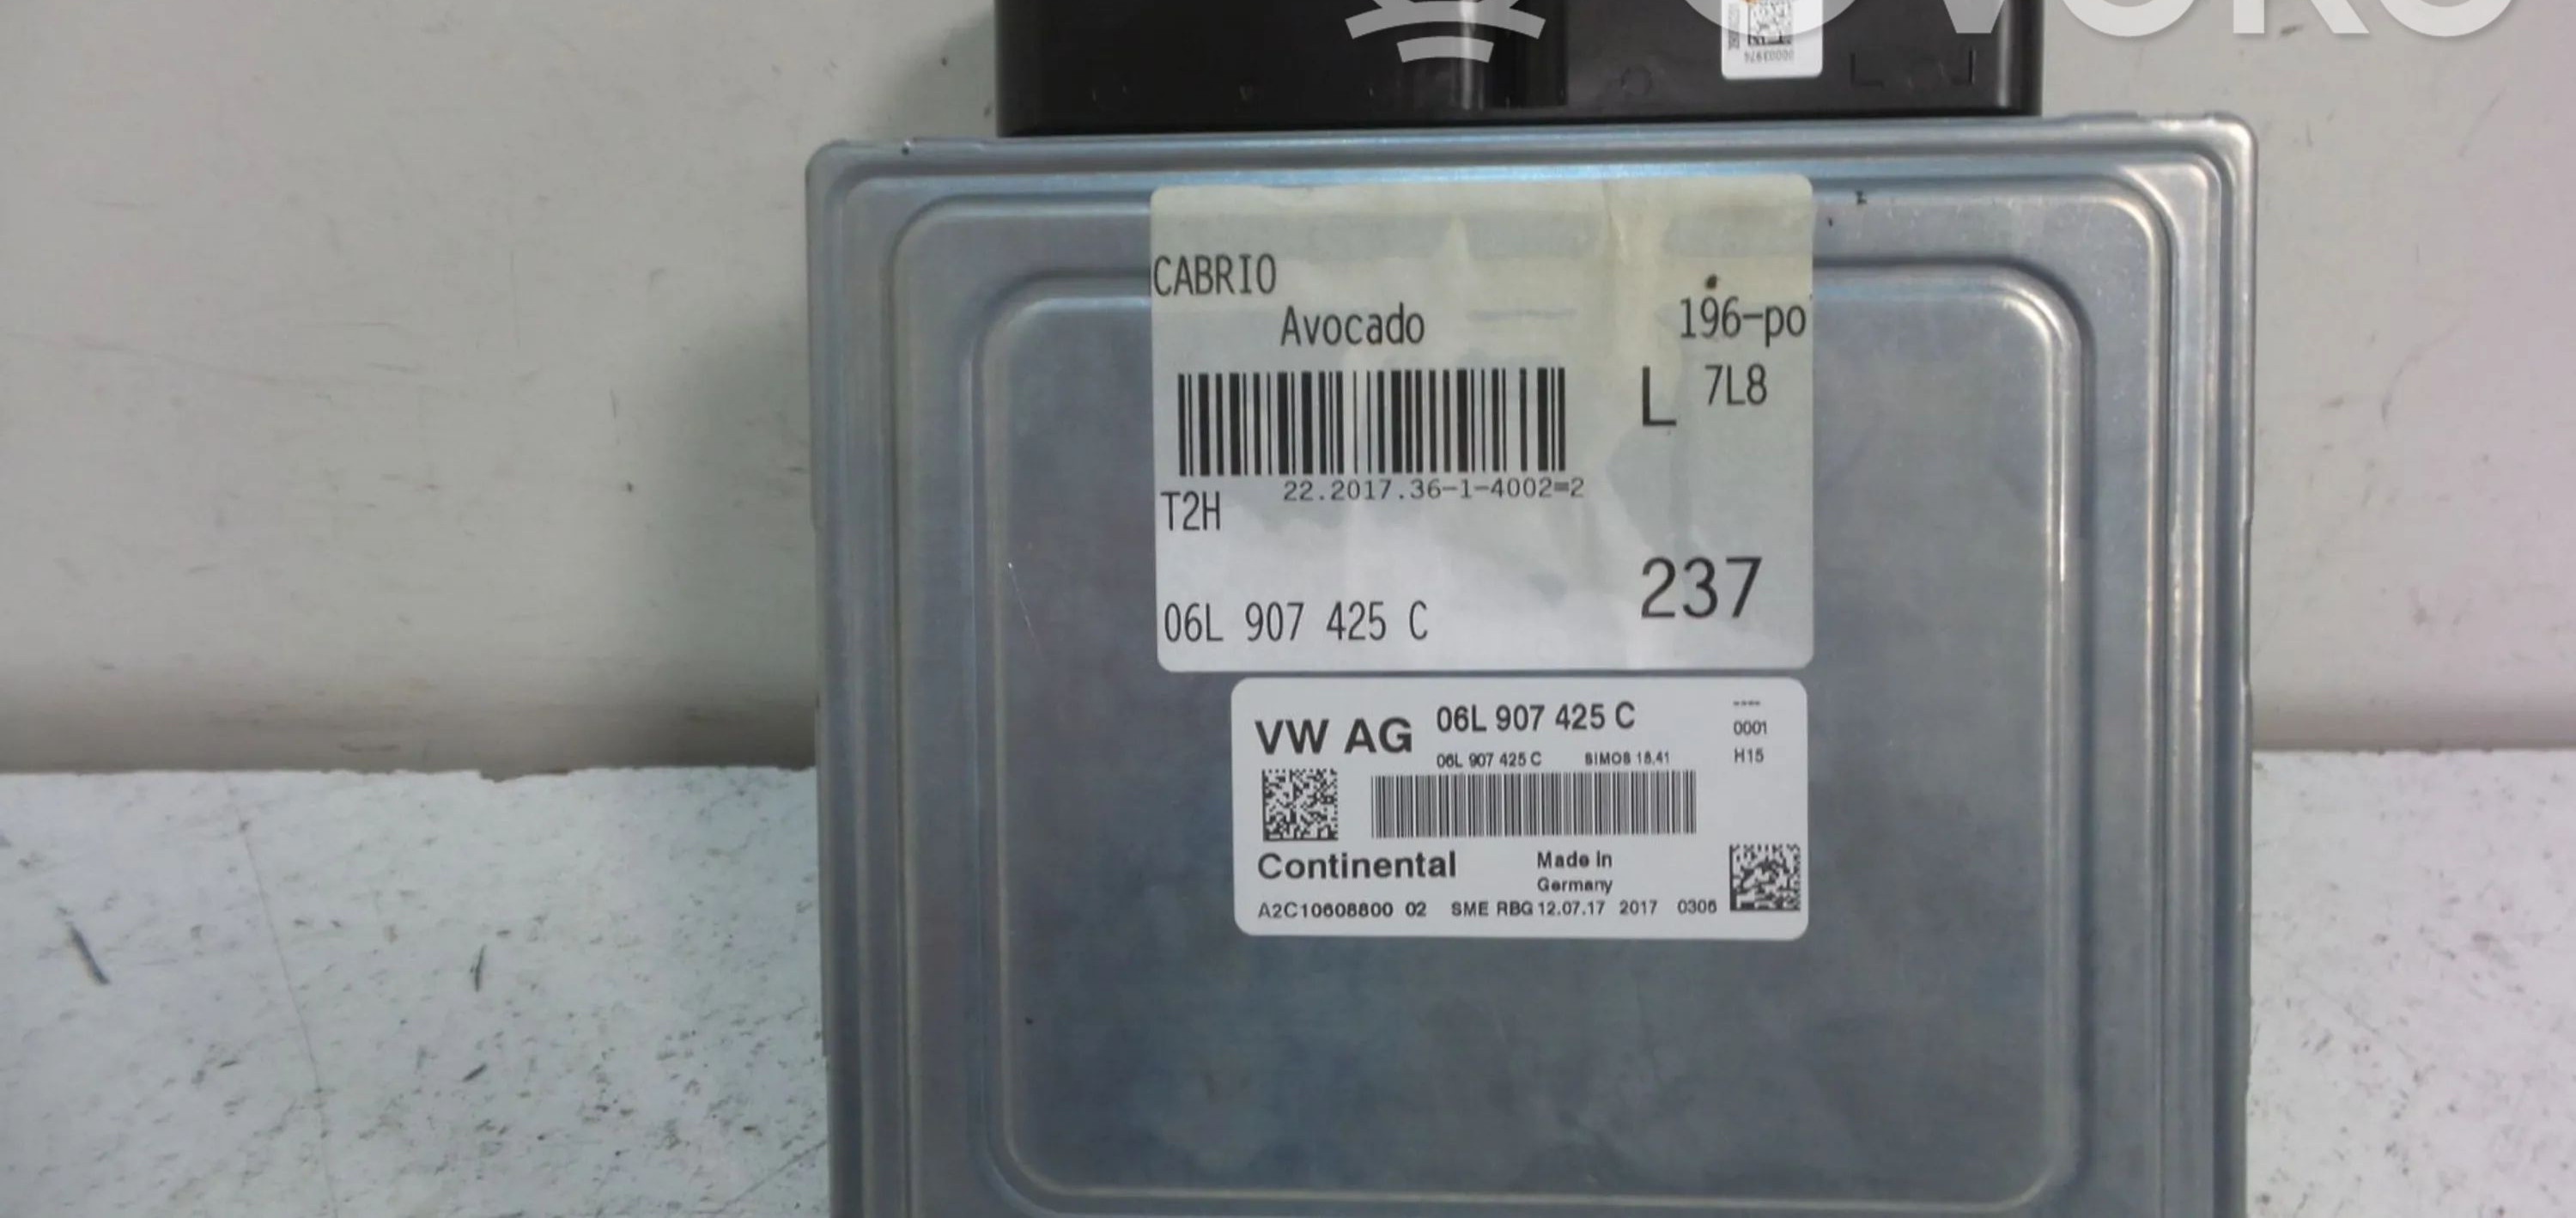 00003974
CABRIO
Avocado
196-po
L 7L8
22.2017.36-1-4002=2
T2H
237
06L 907 425 C
VW AG 06L 907 425 C
----
0001
06L 907 425 C SIMOS 18.41 H15
Continental
Made in
Germany
A2C10608800 02 SME RBG 12.07.17 2017 0306